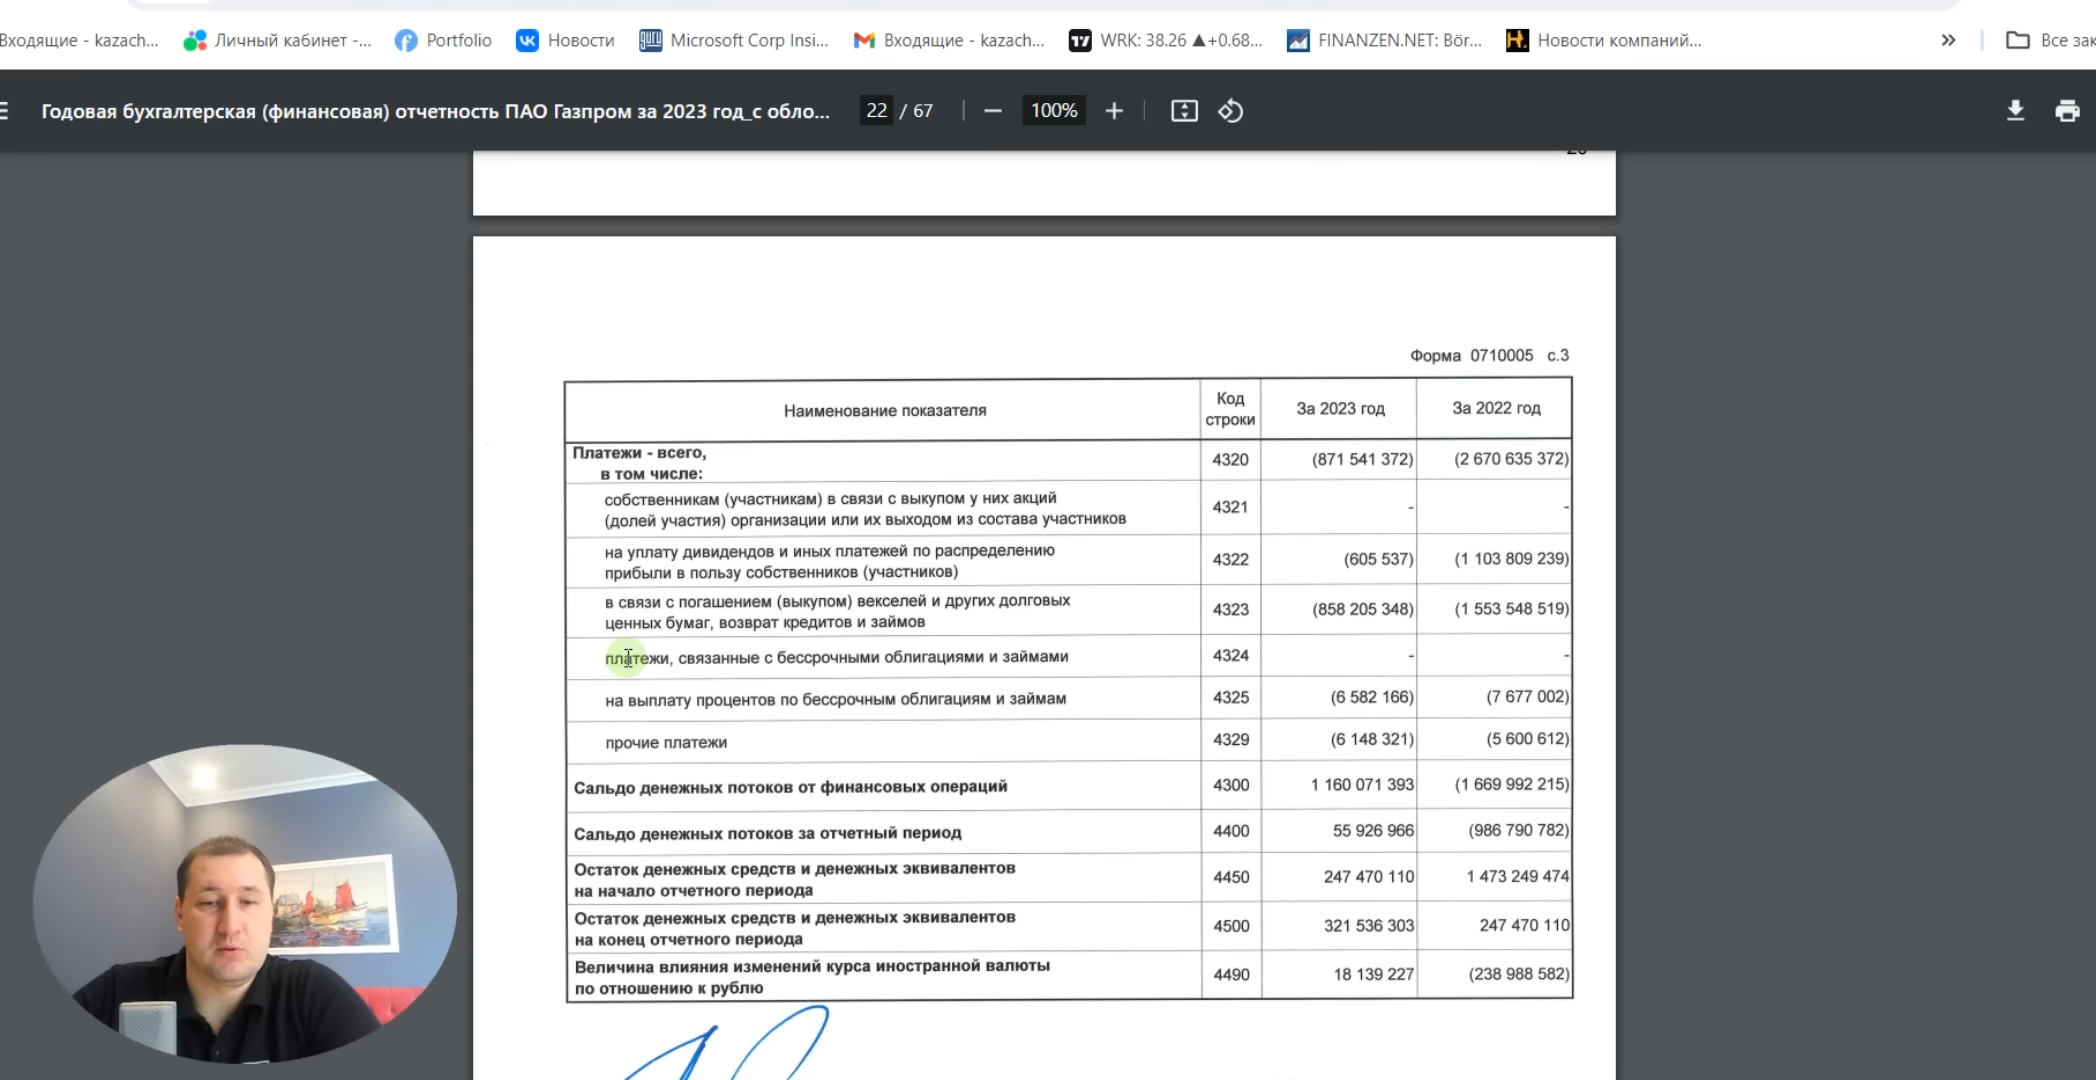 Входящие - kazach...
Личный кабинет -...
Portfolio
Новости
Microsoft Corp Insi...
Входящие - kazach...
WRK: 38.26 ▲+0.68...
FINANZEN.NET: Bör...
Новости компаний...
»
Все зак
Годовая бухгалтерская (финансовая) отчетность ПАО Газпром за 2023 год_с обло...
22 / 67
100%
Форма 0710005 с.3
Наименование показателя
Код
строки
За 2023 год
За 2022 год
Платежи - всего,
в том числе:
4320
(871 541 372)
(2 670 635 372)
собственникам (участникам) в связи с выкупом у них акций
(долей участия) организации или их выходом из состава участников
4321
-
-
на уплату дивидендов и иных платежей по распределению
прибыли в пользу собственников (участников)
4322
(605 537)
(1 103 809 239)
в связи с погашением (выкупом) векселей и других долговых
ценных бумаг, возврат кредитов и займов
4323
(858 205 348)
(1 553 548 519)
платежи, связанные с бессрочными облигациями и займами
4324
-
-
на выплату процентов по бессрочным облигациям и займам
4325
(6 582 166)
(7 677 002)
прочие платежи
4329
(6 148 321)
(5 600 612)
Сальдо денежных потоков от финансовых операций
4300
1 160 071 393
(1 669 992 215)
Сальдо денежных потоков за отчетный период
4400
55 926 966
(986 790 782)
Остаток денежных средств и денежных эквивалентов
на начало отчетного периода
4450
247 470 110
1 473 249 474
Остаток денежных средств и денежных эквивалентов
на конец отчетного периода
4500
321 536 303
247 470 110
Величина влияния изменений курса иностранной валюты
по отношению к рублю
4490
18 139 227
(238 988 582)